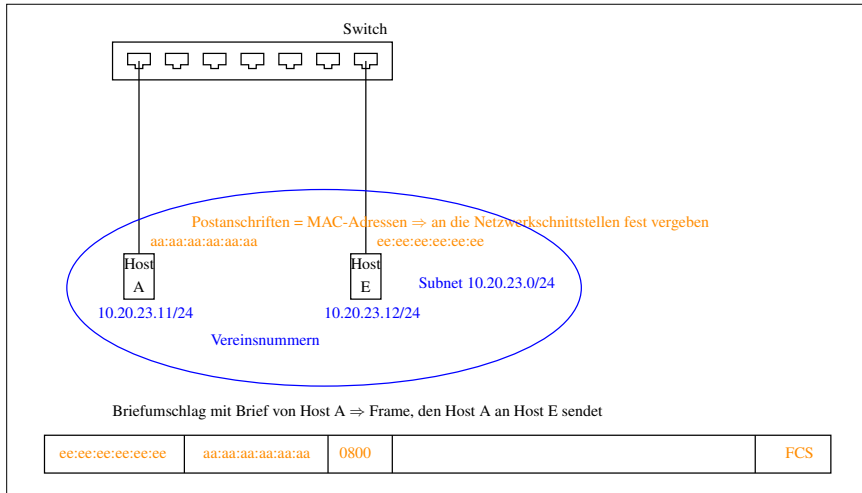 Switch
Postanschriften = MAC-Adressen ⇒ an die Netzwerkschnittstellen fest vergeben
aa:aa:aa:aa:aa:aa
ee:ee:ee:ee:ee:ee
Host
A
Host
E
Subnet 10.20.23.0/24
10.20.23.11/24
10.20.23.12/24
Vereinsnummern
Briefumschlag mit Brief von Host A ⇒ Frame, den Host A an Host E sendet
ee:ee:ee:ee:ee:ee aa:aa:aa:aa:aa:aa 0800 FCS